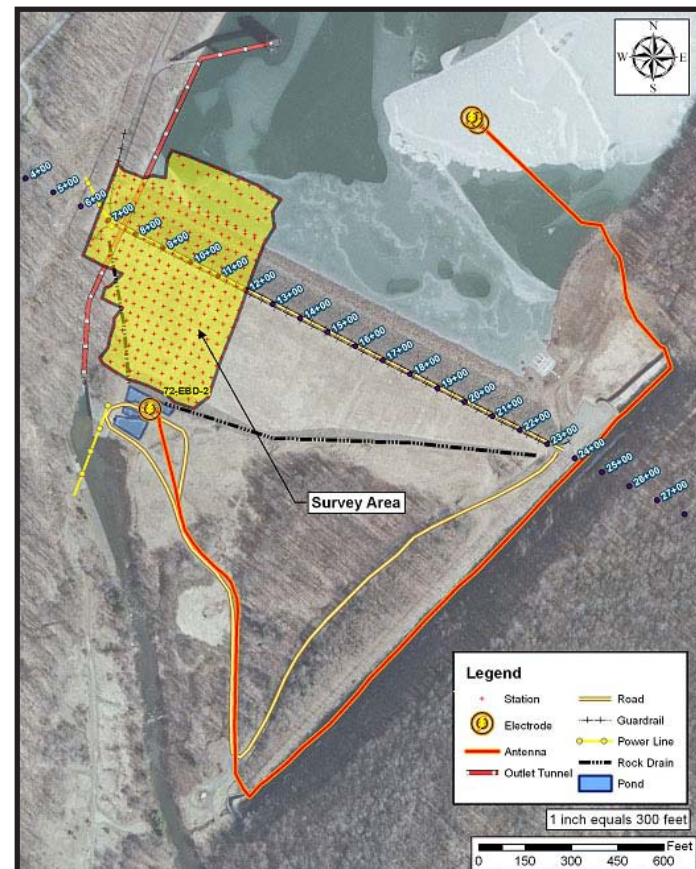 N
W E
S
4+00
5+00
6+00
7+00
8+00
9+00
10+00
11+00
12+00
13+00
14+00
15+00
16+00
17+00
18+00
19+00
20+00
21+00
22+00
23+00
24+00
25+00
26+00
27+00
72-EBD-2
Survey Area
Legend
Station
Electrode
Antenna
Outlet Tunnel
Road
Guardrail
Power Line
Rock Drain
Pond
1 inch equals 300 feet
Feet
0 75 150 300 450 600